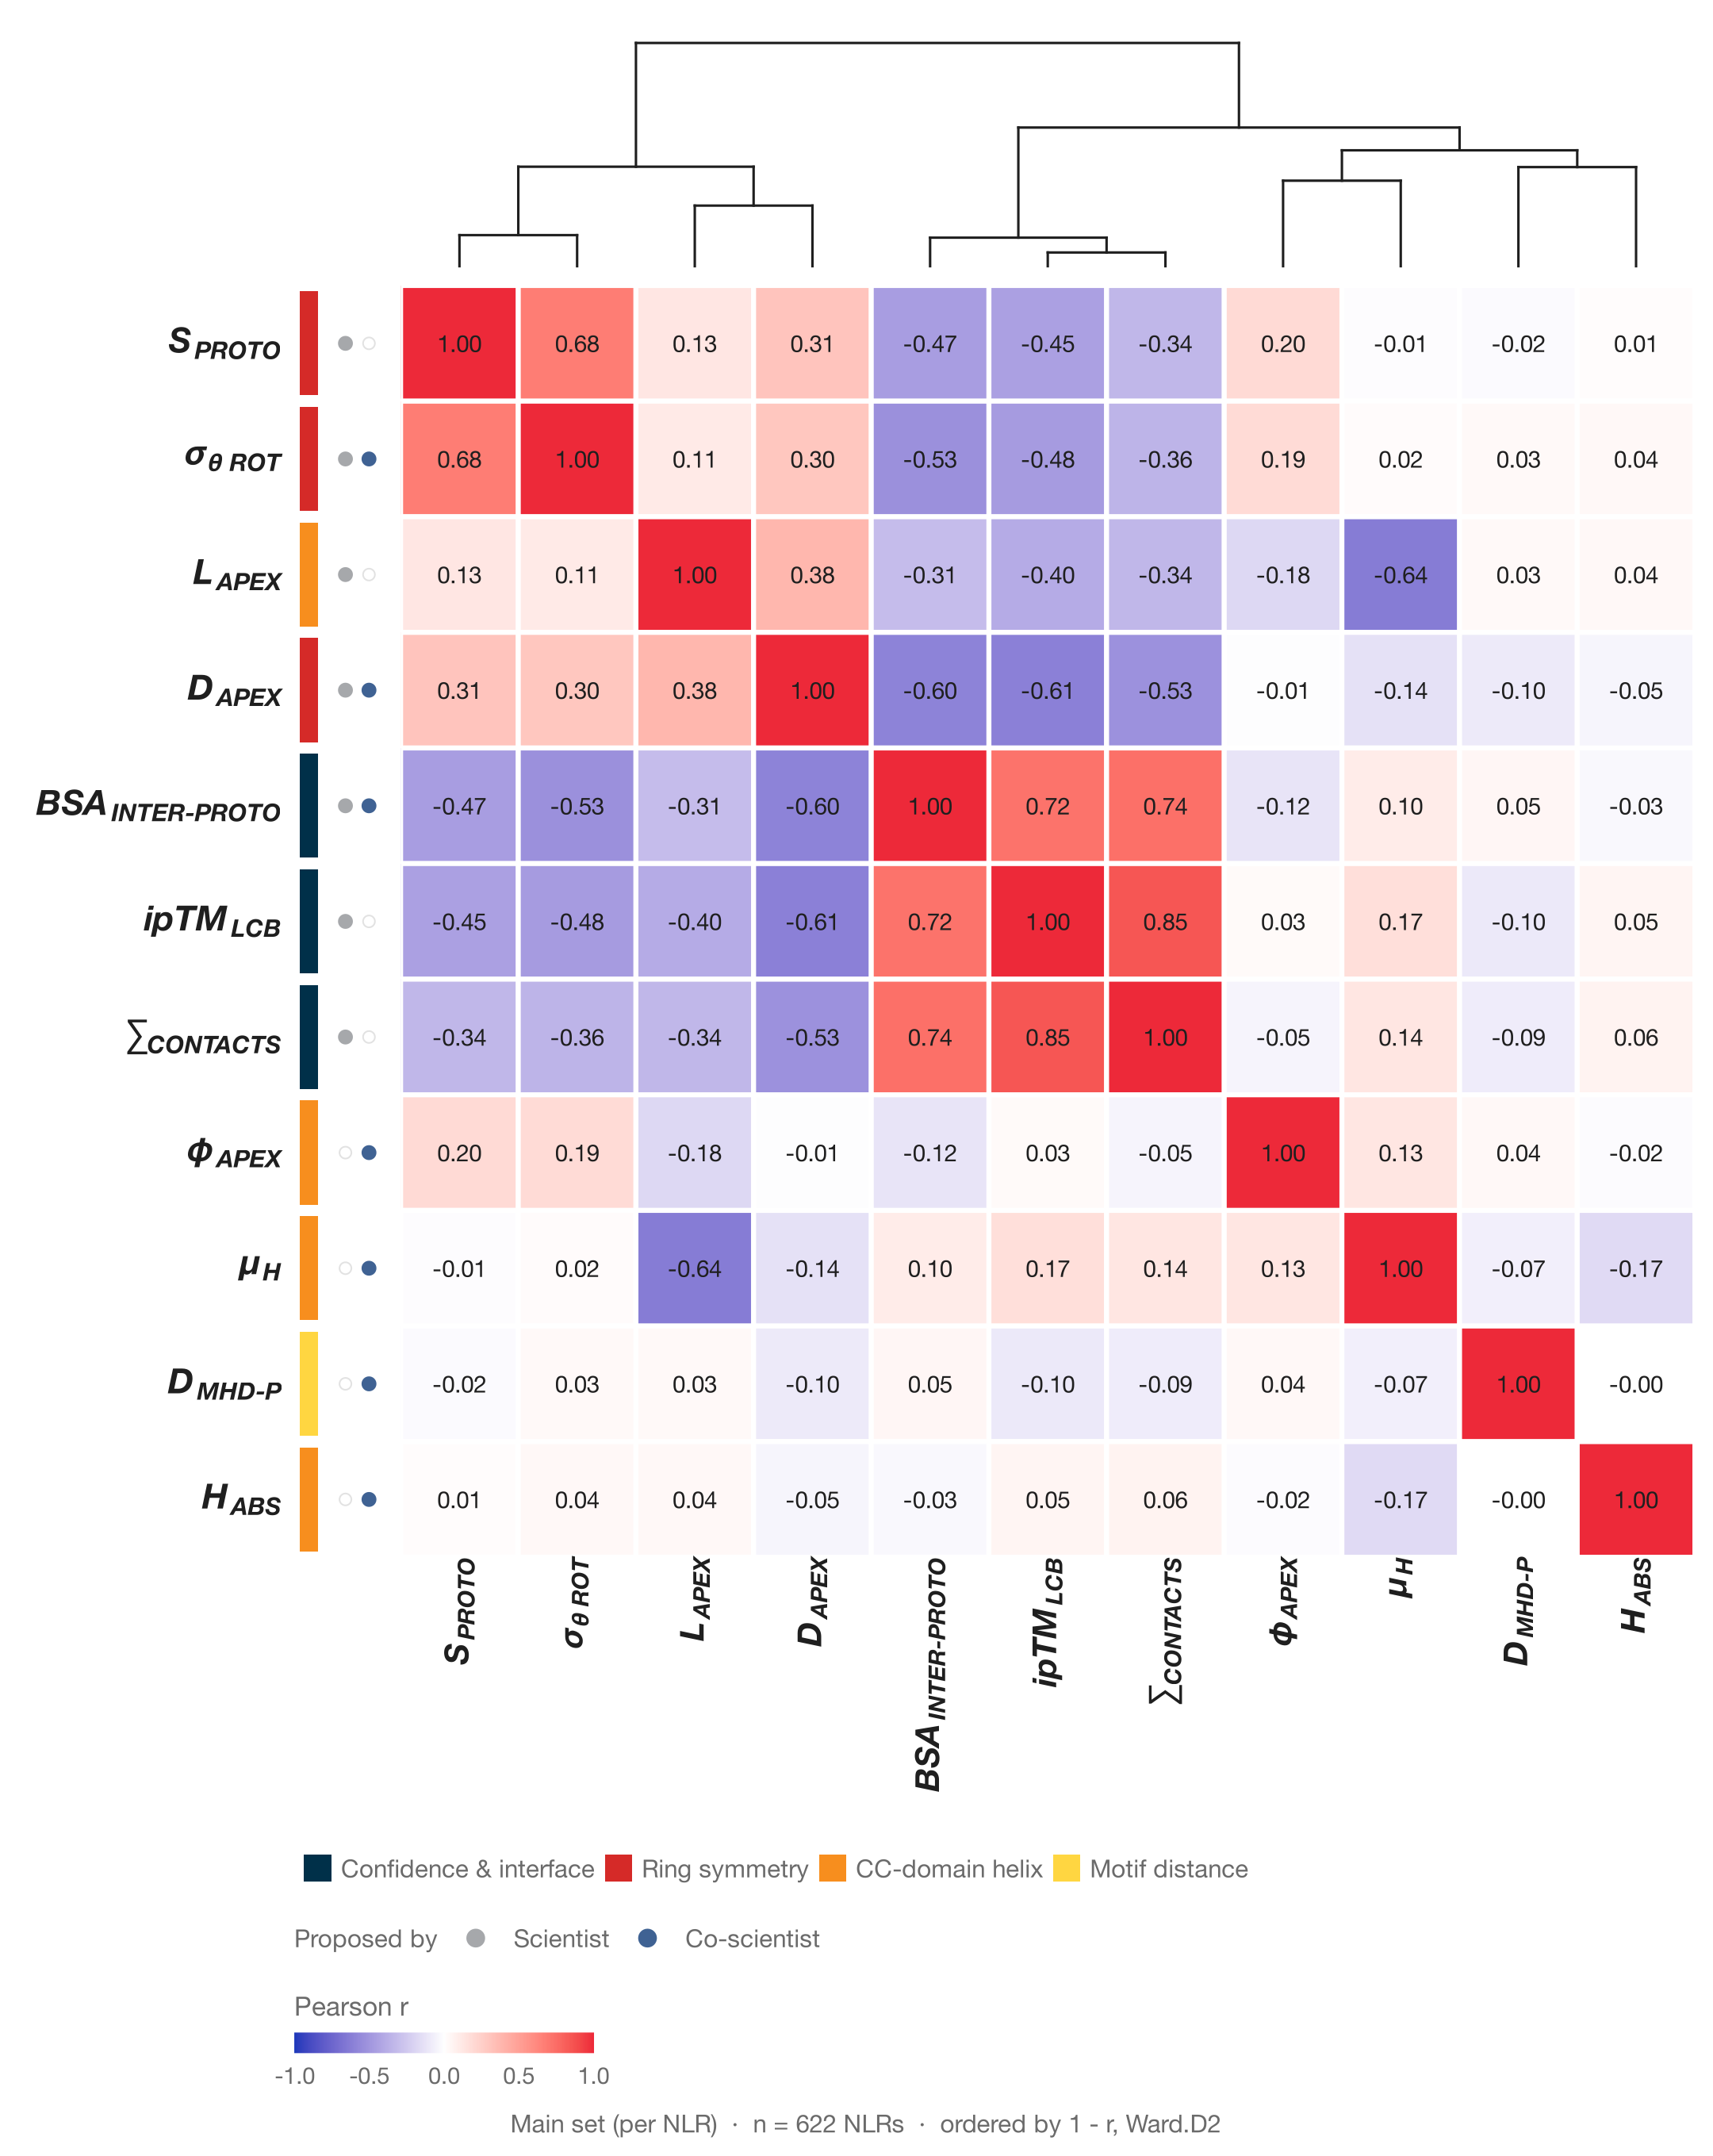 S PROTO 1.00 0.68 0.13 0.31 -0.47 -0.45 -0.34 0.20 -0.01 -0.02 0.01
σ θ ROT 0.68 1.00 0.11 0.30 -0.53 -0.48 -0.36 0.19 0.02 0.03 0.04
L APEX 0.13 0.11 1.00 0.38 -0.31 -0.40 -0.34 -0.18 -0.64 0.03 0.04
D APEX 0.31 0.30 0.38 1.00 -0.60 -0.61 -0.53 -0.01 -0.14 -0.10 -0.05
BSA INTER-PROTO -0.47 -0.53 -0.31 -0.60 1.00 0.72 0.74 -0.12 0.10 0.05 -0.03
ipTM LCB -0.45 -0.48 -0.40 -0.61 0.72 1.00 0.85 0.03 0.17 -0.10 0.05
∑CONTACTS -0.34 -0.36 -0.34 -0.53 0.74 0.85 1.00 -0.05 0.14 -0.09 0.06
ϕ APEX 0.20 0.19 -0.18 -0.01 -0.12 0.03 -0.05 1.00 0.13 0.04 -0.02
μ H -0.01 0.02 -0.64 -0.14 0.10 0.17 0.14 0.13 1.00 -0.07 -0.17
D MHD-P -0.02 0.03 0.03 -0.10 0.05 -0.10 -0.09 0.04 -0.07 1.00 -0.00
H ABS 0.01 0.04 0.04 -0.05 -0.03 0.05 0.06 -0.02 -0.17 -0.00 1.00
S PROTO
σ θ ROT
L APEX
D APEX
BSA INTER-PROTO
ipTM LCB
∑CONTACTS
ϕ APEX
μ H
D MHD-P
H ABS
Confidence & interface Ring symmetry CC-domain helix Motif distance
Proposed by Scientist Co-scientist
Pearson r
-1.0 -0.5 0.0 0.5 1.0
Main set (per NLR) · n = 622 NLRs · ordered by 1 - r, Ward.D2